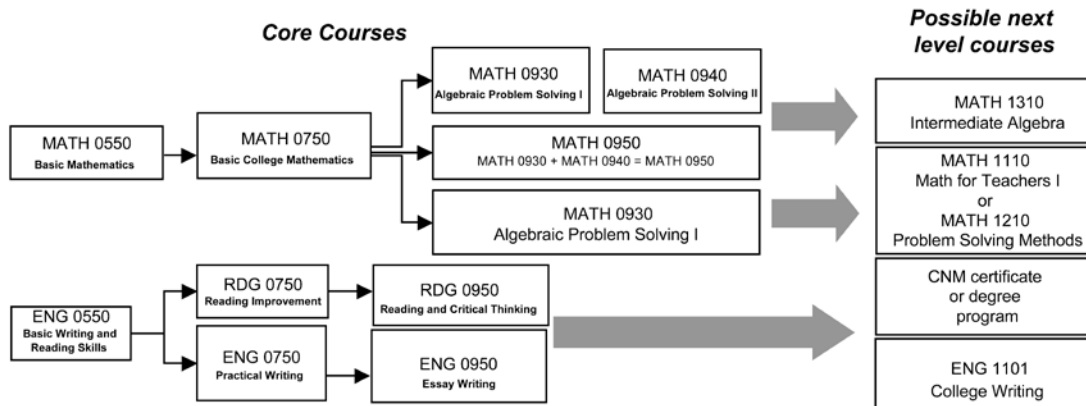 Core Courses
Possible next
level courses
MATH 0550
Basic Mathematics
MATH 0750
Basic College Mathematics
MATH 0930
Algebraic Problem Solving I
MATH 0940
Algebraic Problem Solving II
MATH 0950
MATH 0930 + MATH 0940 = MATH 0950
MATH 0930
Algebraic Problem Solving I
MATH 1310
Intermediate Algebra
MATH 1110
Math for Teachers I
or
MATH 1210
Problem Solving Methods
ENG 0550
Basic Writing and
Reading Skills
RDG 0750
Reading Improvement
RDG 0950
Reading and Critical Thinking
ENG 0750
Practical Writing
ENG 0950
Essay Writing
CNM certificate
or degree
program
ENG 1101
College Writing